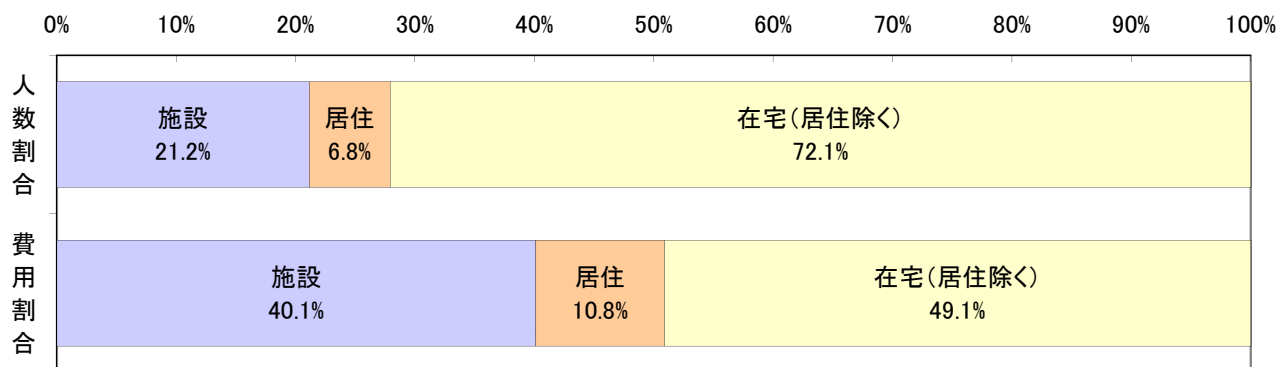 0% 10% 20% 30% 40% 50% 60% 70% 80% 90% 100%
人数割合
施設 居住 在宅(居住除く)
21.2% 6.8% 72.1%
費用割合
施設 居住 在宅(居住除く)
40.1% 10.8% 49.1%